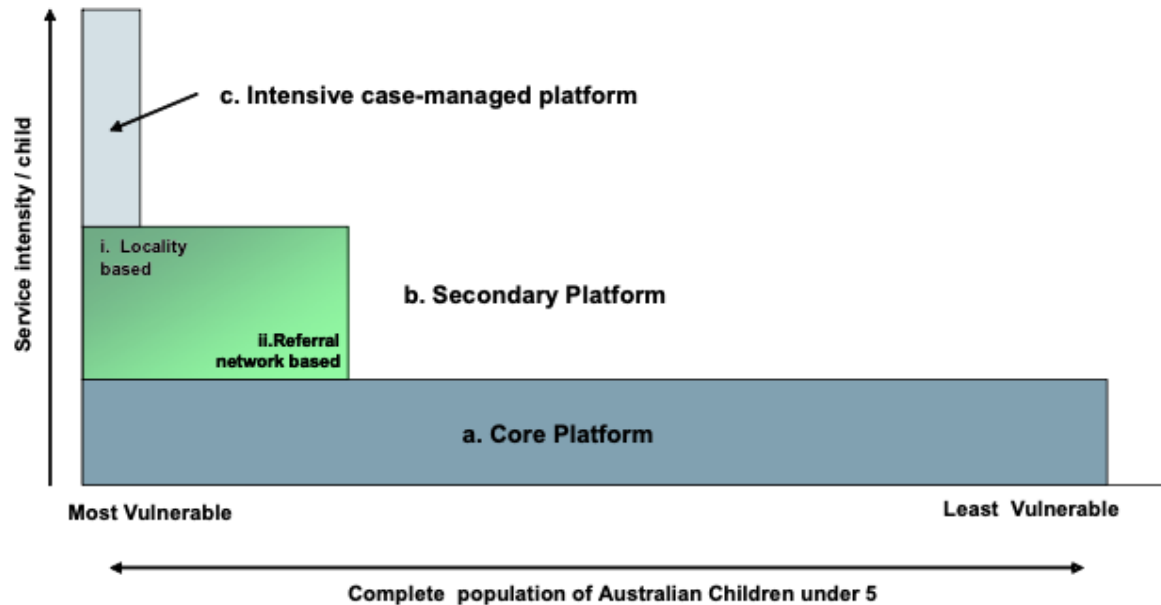 c. Intensive case-managed platform
Service intensity / child
i. Locality
based
b. Secondary Platform
ii.Referral
network based
a. Core Platform
Most Vulnerable
Least Vulnerable
Complete population of Australian Children under 5